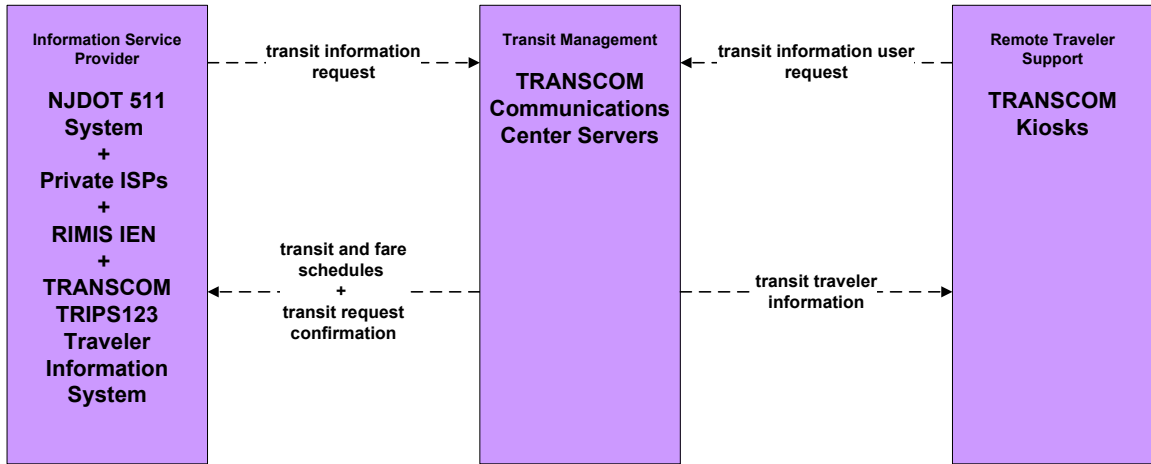 Information Service
Provider
NJDOT 511
System
+
Private ISPs
+
RIMIS IEN
+
TRANSCOM
TRIPS123
Traveler
Information
System
transit information
request
transit and fare
schedules
+
transit request
confirmation
Transit Management
TRANSCOM
Communications
Center Servers
transit information user
request
transit traveler
information
Remote Traveler
Support
TRANSCOM
Kiosks